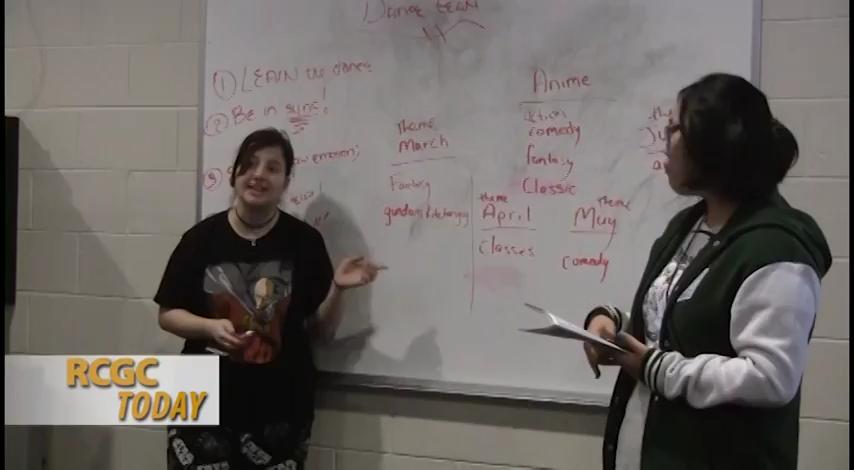 Dance team
① LEARN the dances
② Be in sync!
③
Theme
March
Fantasy
Anime
action
comedy
fantasy
Classic
theme
April
Classes
Theme
May
comedy
RCGC
TODAY